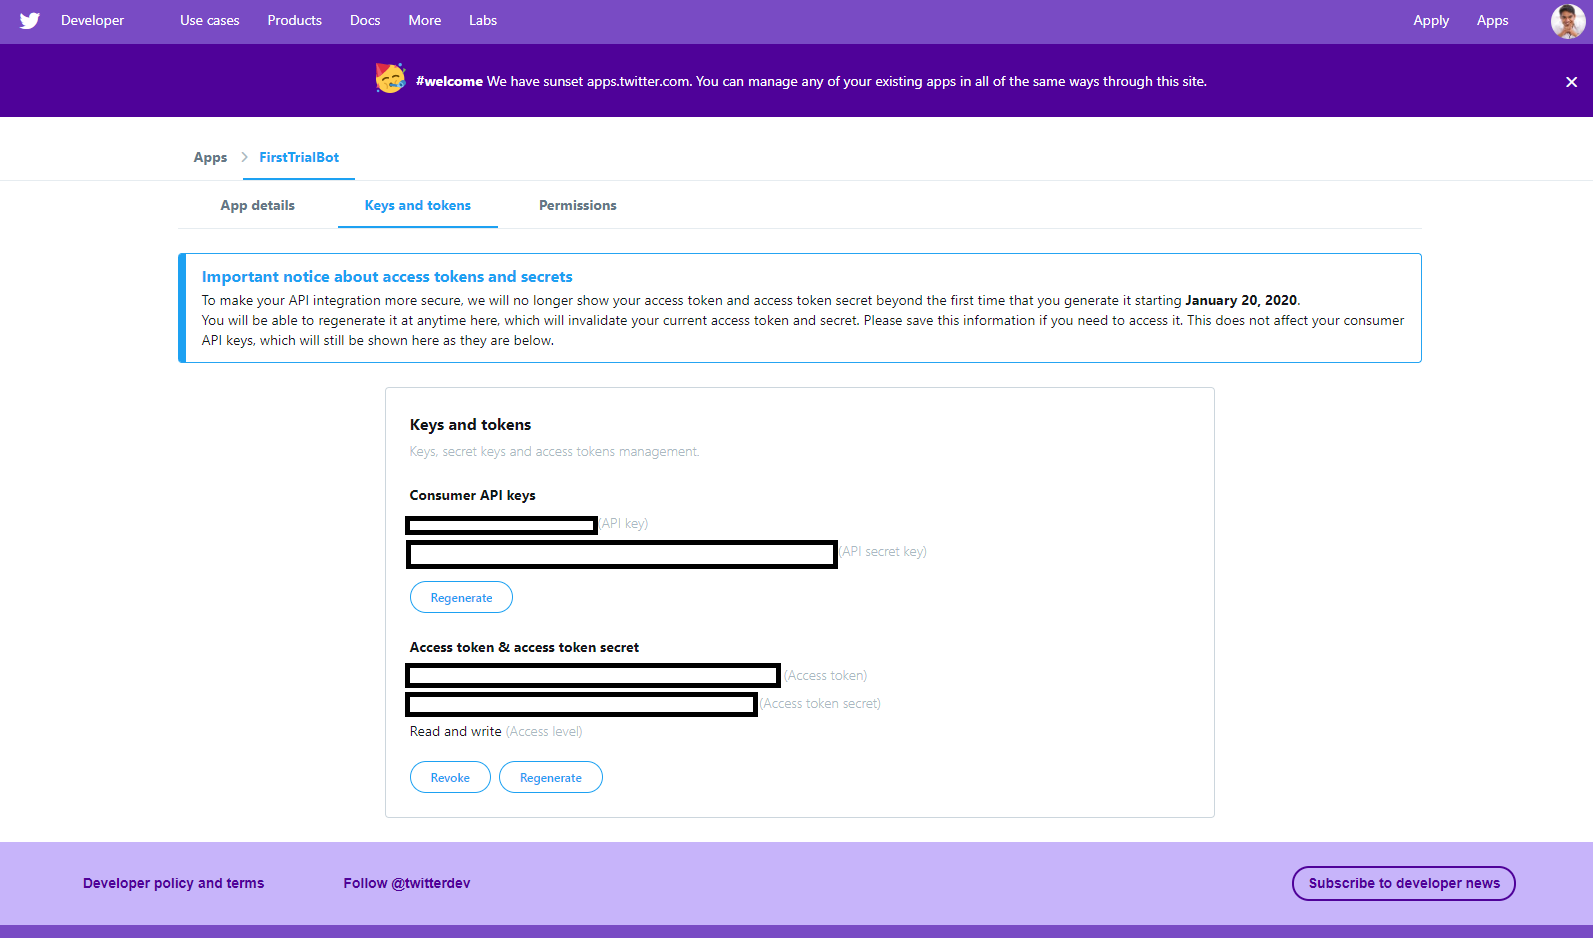 Developer Use cases Products Docs More Labs Apply Apps
#welcome We have sunset apps.twitter.com. You can manage any of your existing apps in all of the same ways through this site.
Apps FirstTrialBot
App details Keys and tokens Permissions
Important notice about access tokens and secrets
To make your API integration more secure, we will no longer show your access token and access token secret beyond the first time that you generate it starting January 20, 2020.
You will be able to regenerate it at anytime here, which will invalidate your current access token and secret. Please save this information if you need to access it. This does not affect your consumer
API keys, which will still be shown here as they are below.
Keys and tokens
Keys, secret keys and access tokens management.
Consumer API keys
(API key)
(API secret key)
Regenerate
Access token & access token secret
(Access token)
(Access token secret)
Read and write (Access level)
Revoke Regenerate
Developer policy and terms Follow @twitterdev Subscribe to developer news